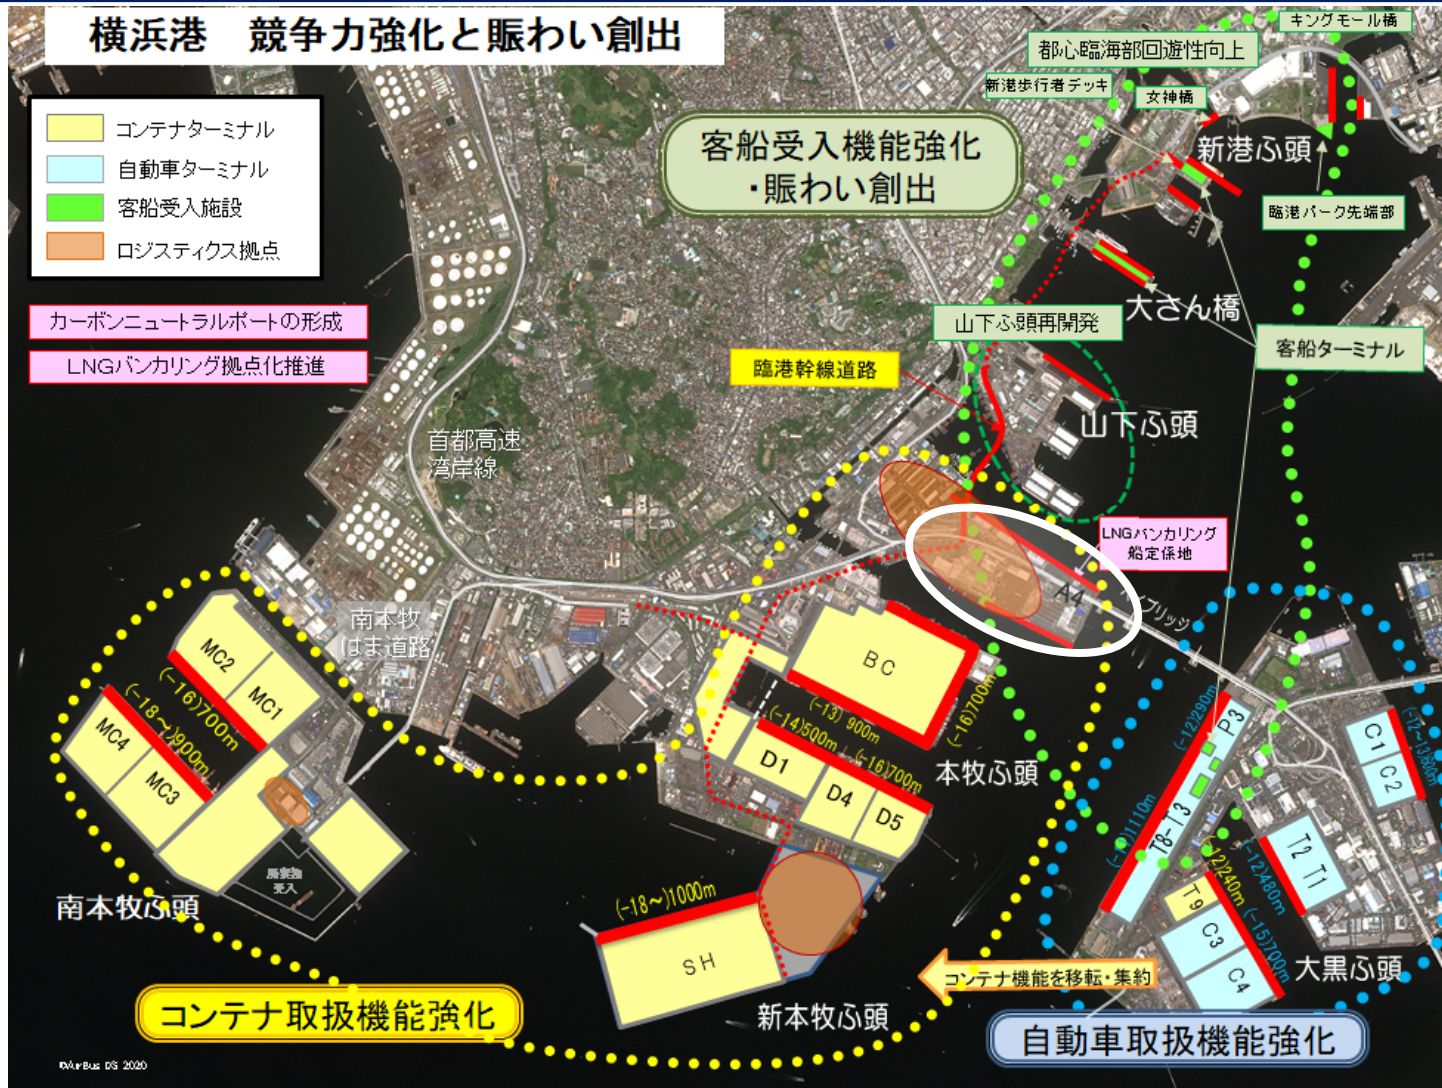 横浜港　競争力強化と賑わい創出
コンテナターミナル
自動車ターミナル
客船受入施設
ロジスティクス拠点
カーボンニュートラルポートの形成
LNGバンカリング拠点化推進
キングモール橋
都心臨海部回遊性向上
新港歩行者デッキ
女神橋
新港ふ頭
客船受入機能強化
・賑わい創出
臨港パーク先端部
大さん橋
山下ふ頭再開発
客船ターミナル
臨港幹線道路
山下ふ頭
首都高速
湾岸線
LNGバンカリング
船定係地
A4
イブリッジ
南本牧
はま道路
MC2
MC1
(-16)700m
(-18~)900m
MC4
MC3
南本牧ふ頭
BC
(-16)700m
(-13) 900m
(-14)500m
(-16)700m
D1
D4
D5
本牧ふ頭
(-18~)1000m
SH
新本牧ふ頭
(-12)290m
P3
T8-T3
C1
C2
T2
T1
(-12)480m
(-12)240m
(-15)700m
T9
C3
C4
大黒ふ頭
コンテナ機能を移転・集約
コンテナ取扱機能強化
自動車取扱機能強化
©AirBus DS 2020